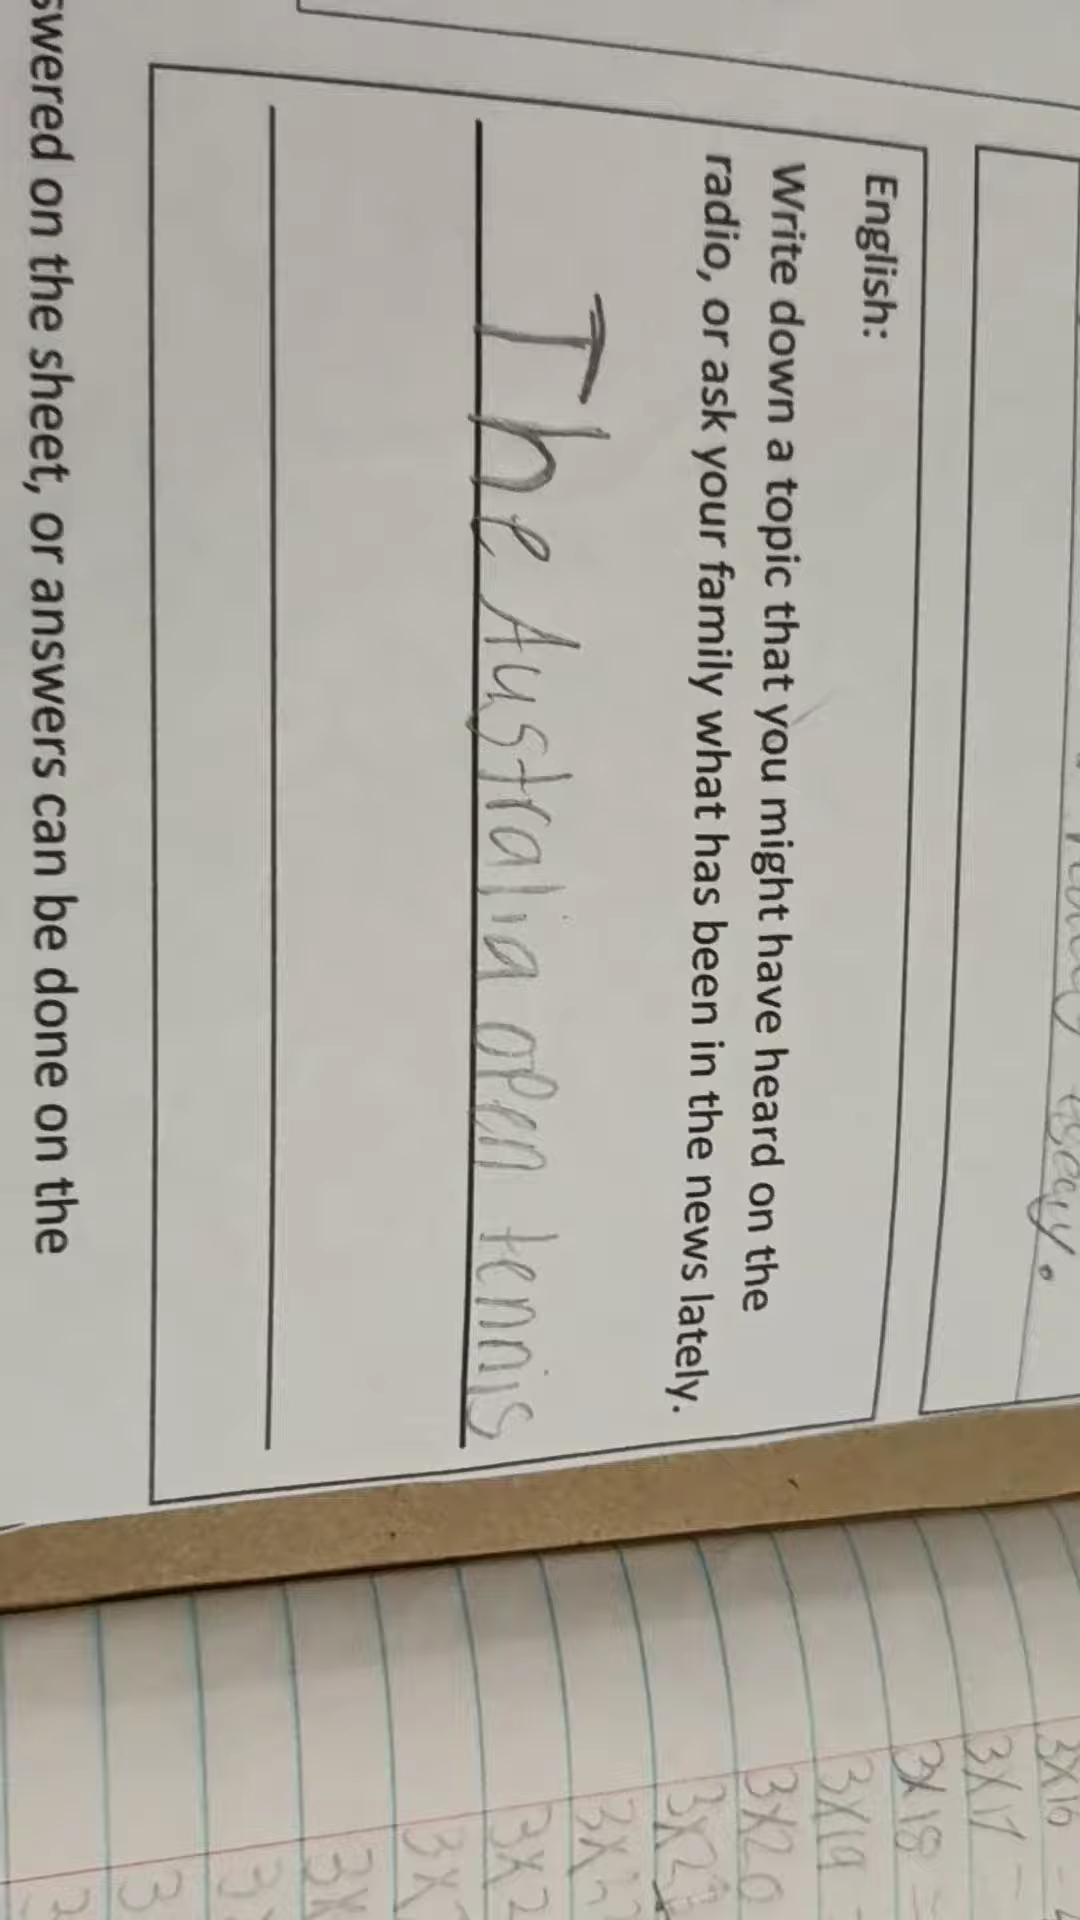 English:
Write down a topic that you might have heard on the
radio, or ask your family what has been in the news lately.
The Australia open tennis
swered on the sheet, or answers can be done on the
3X16
3X17 -
3X18 =
3X19 -
3X20